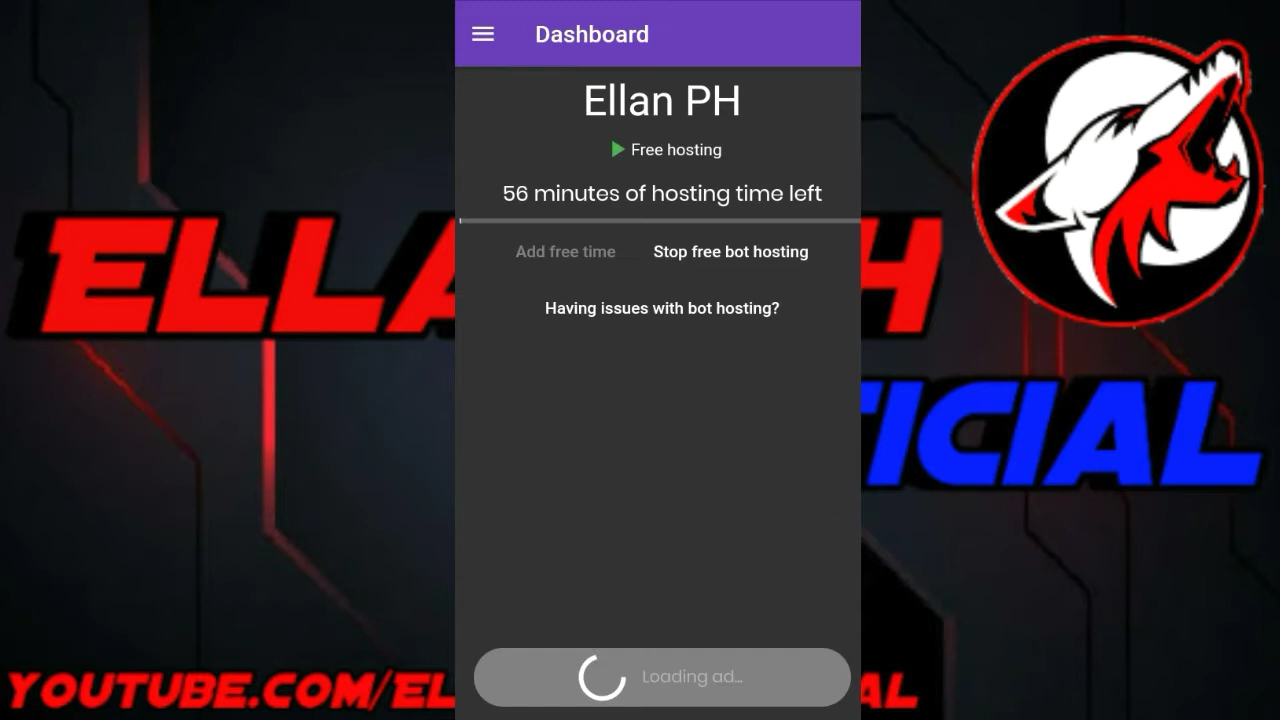 Dashboard
Ellan PH
Free hosting
56 minutes of hosting time left
Add free time
Stop free bot hosting
Having issues with bot hosting?
ELLA
H
ICIAL
Loading ad...
YOUTUBE.COM/EL
AL